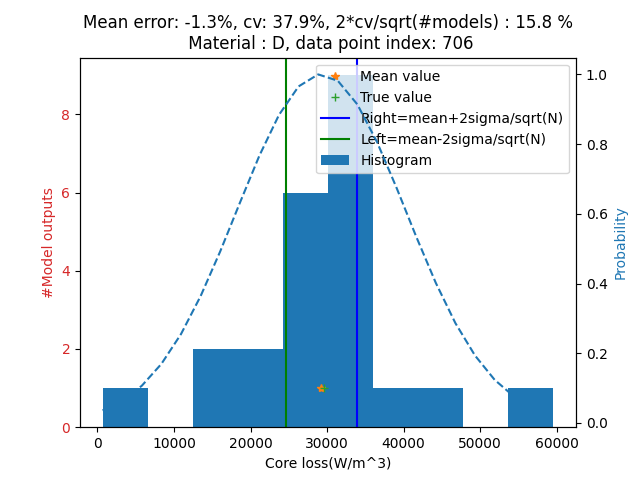 Mean error: -1.3%, cv: 37.9%, 2*cv/sqrt(#models) : 15.8 %
Material : D, data point index: 706
Mean value
True value
Right=mean+2sigma/sqrt(N)
Left=mean-2sigma/sqrt(N)
Histogram
#Model outputs
8
6
4
2
0
1.0
0.8
0.6
0.4
0.2
0.0
Probability
0 10000 20000 30000 40000 50000 60000
Core loss(W/m^3)